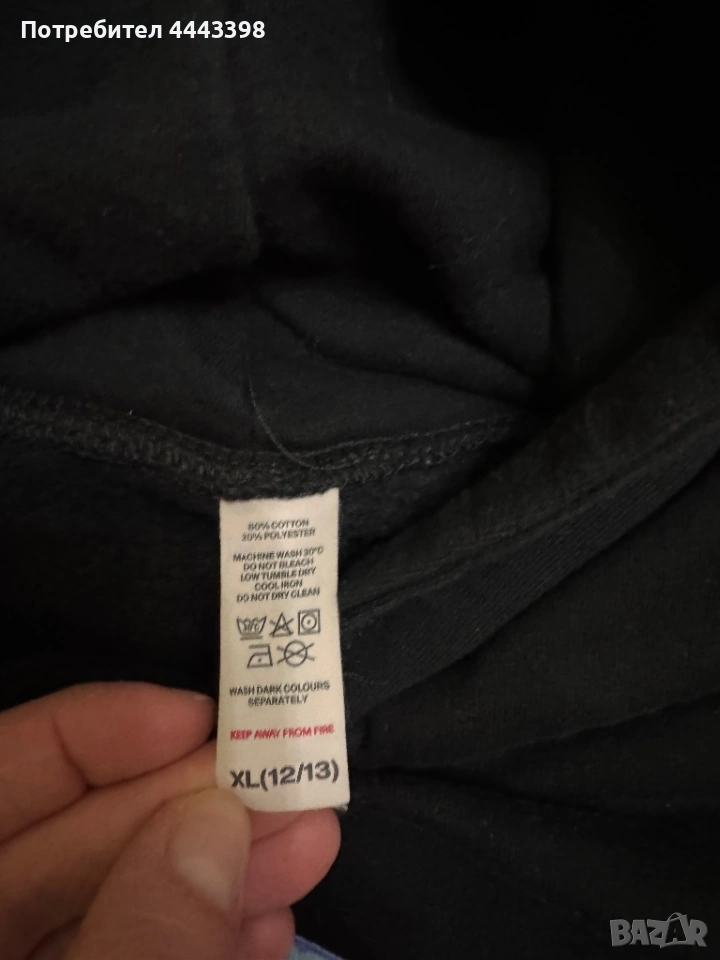 Потребител 4443398
80% COTTON
20% POLYESTER
MACHINE WASH 30°C
DO NOT BLEACH
LOW TUMBLE DRY
COOL IRON
DO NOT DRY CLEAN
30°C
WASH DARK COLOURS
SEPARATELY
KEEP AWAY FROM FIRE
XL(12/13)
BAZAR